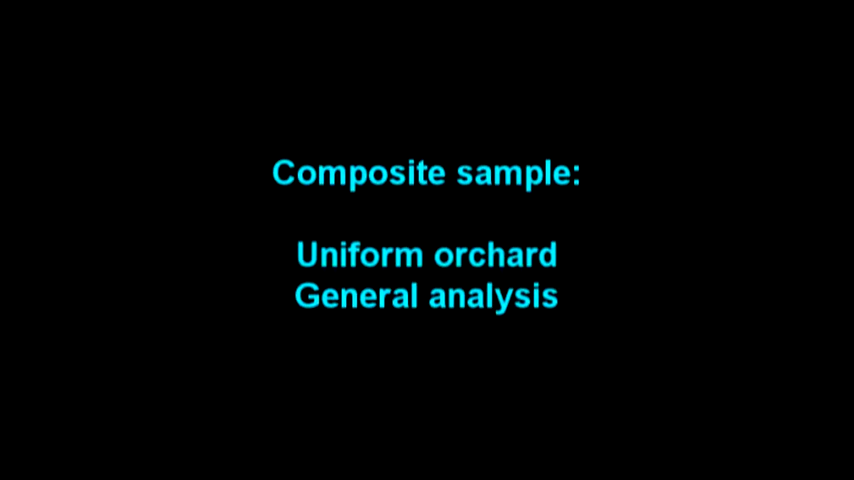 Composite sample:
Uniform orchard
General analysis